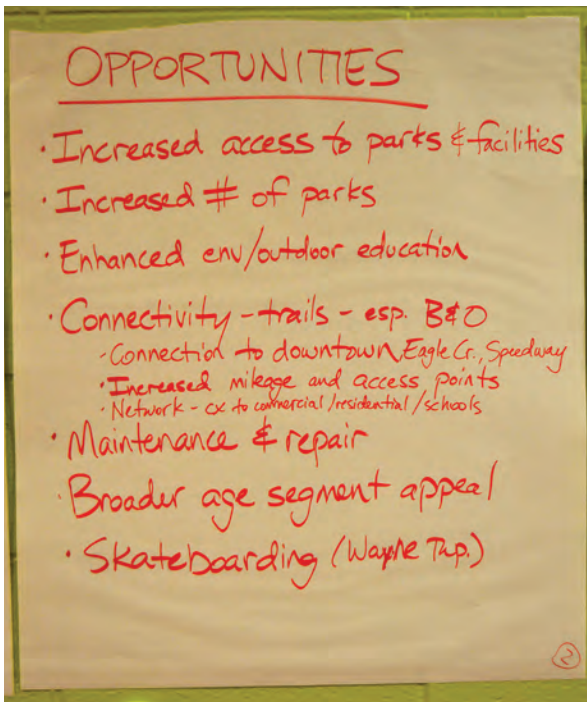 OPPORTUNITIES
· Increased access to parks & facilities
· Increased # of parks
· Enhanced env/outdoor education
· Connectivity - trails - esp. B&O
- Connection to downtown, Eagle Cr., Speedway
· Increased mileage and access points
- Network - cx to commercial/residential/schools
· Maintenance & repair
· Broader age segment appeal
· Skateboarding (Wayne Twp.)
2